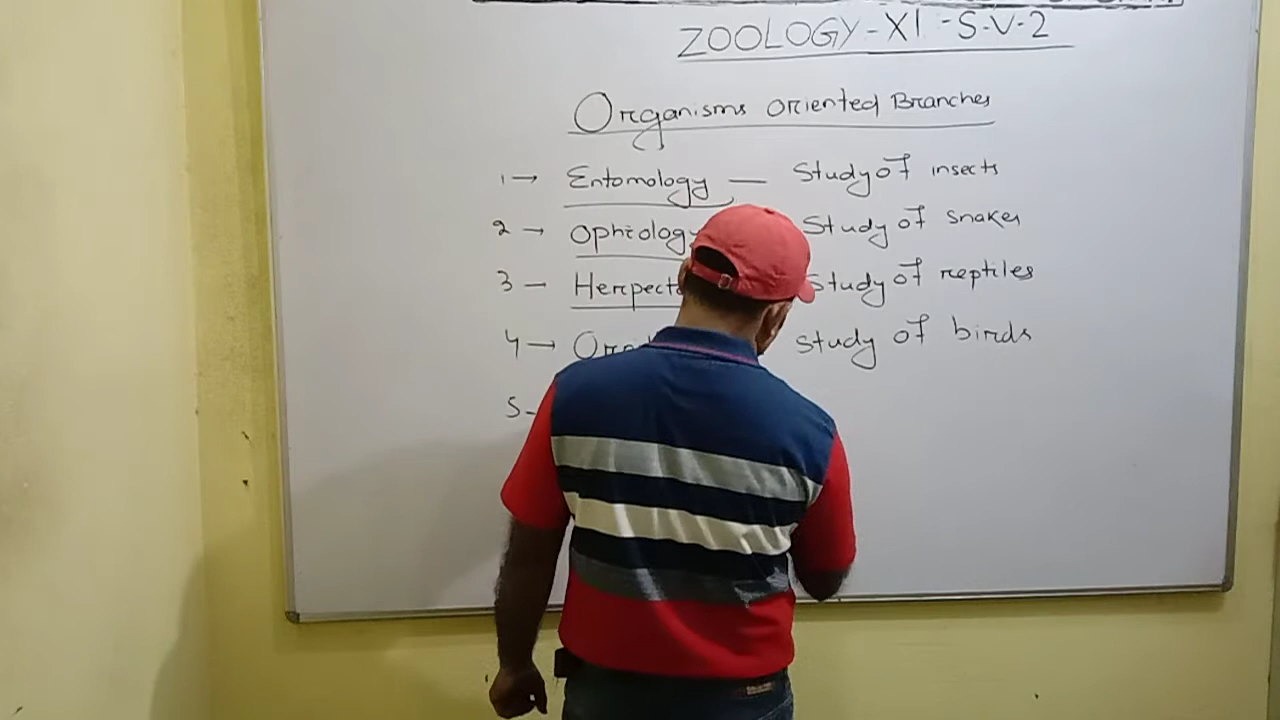 ZOOLOGY-XI-S-V-2
Organisms Oriented Branches
1 → Entomology — Study of insects
2 → Study of snakes
3 — Study of reptiles
4 → Study of birds
5-